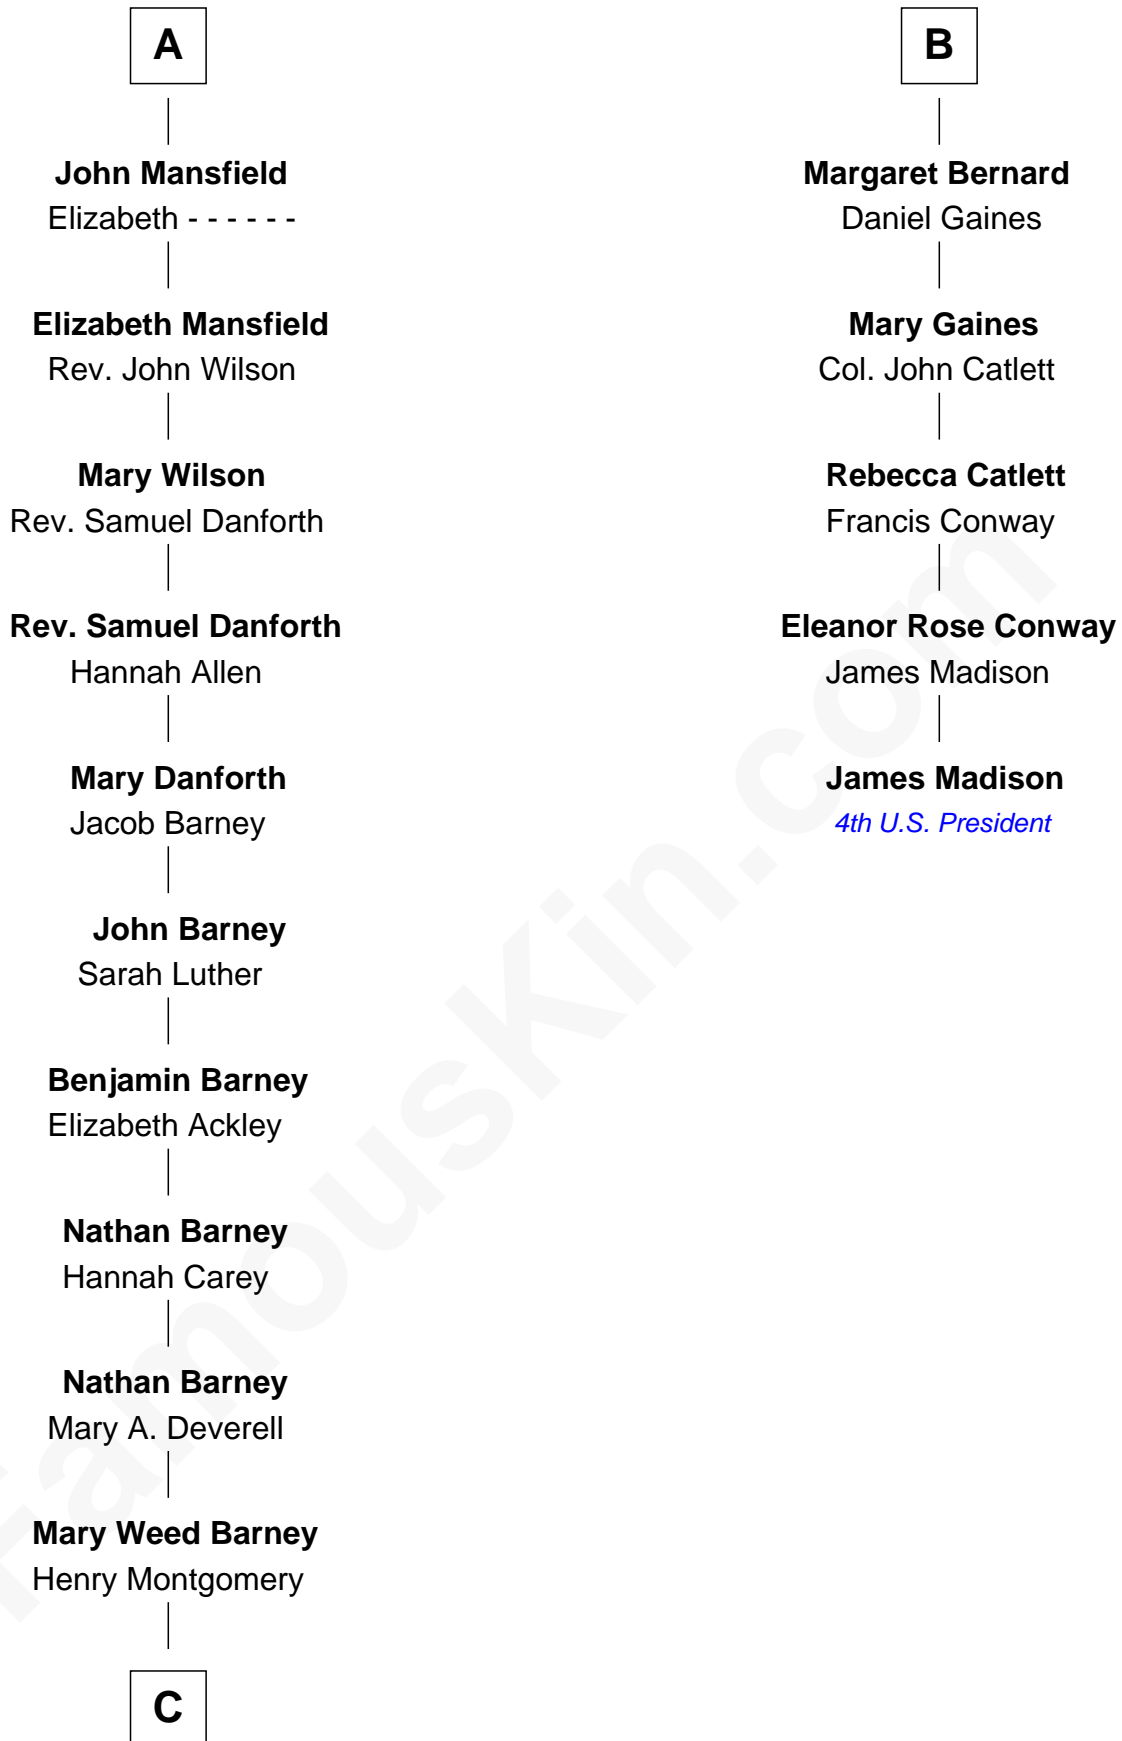 A
John Mansfield
Elizabeth - - - - - -
Elizabeth Mansfield
Rev. John Wilson
Mary Wilson
Rev. Samuel Danforth
Rev. Samuel Danforth
Hannah Allen
Mary Danforth
Jacob Barney
John Barney
Sarah Luther
Benjamin Barney
Elizabeth Ackley
Nathan Barney
Hannah Carey
Nathan Barney
Mary A. Deverell
Mary Weed Barney
Henry Montgomery
C
B
Margaret Bernard
Daniel Gaines
Mary Gaines
Col. John Catlett
Rebecca Catlett
Francis Conway
Eleanor Rose Conway
James Madison
James Madison
4th U.S. President
FamousKin.com